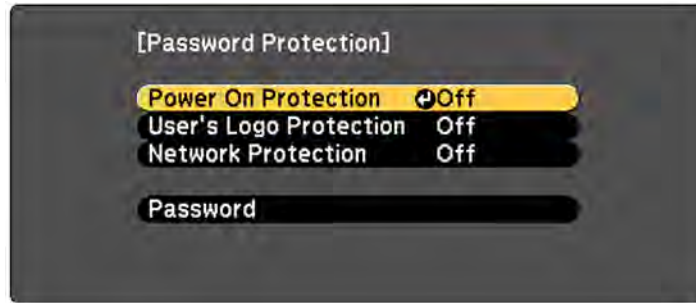 [Password Protection]
Power On Protection Off
User's Logo Protection Off
Network Protection Off
Password